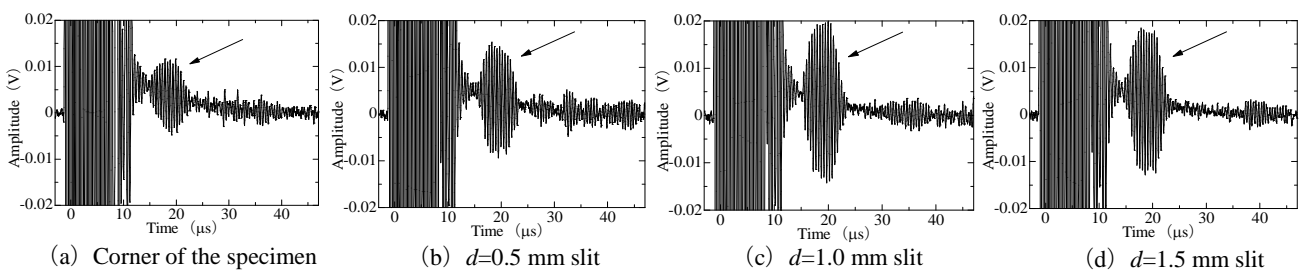 0.02
0.01
0
-0.01
-0.02
Amplitude（V）
0 10 20 30 40
Time（μs）
(a) Corner of the specimen
0.02
0.01
0
-0.01
-0.02
Amplitude（V）
0 10 20 30 40
Time（μs）
(b) d=0.5 mm slit
0.02
0.01
0
-0.01
-0.02
Amplitude（V）
0 10 20 30 40
Time（μs）
(c) d=1.0 mm slit
0.02
0.01
0
-0.01
-0.02
Amplitude（V）
0 10 20 30 40
Time（μs）
(d) d=1.5 mm slit